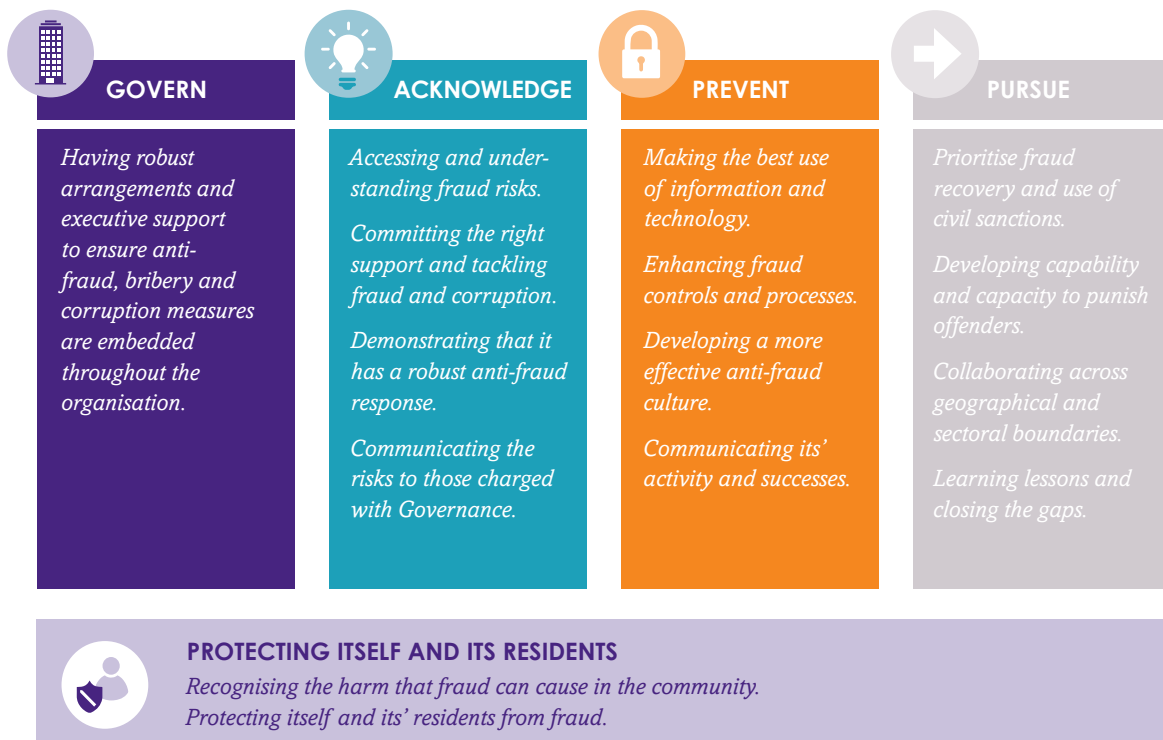 GOVERN
Having robust
arrangements and
executive support
to ensure anti-
fraud, bribery and
corruption measures
are embedded
throughout the
organisation.
ACKNOWLEDGE
Accessing and under-
standing fraud risks.
Committing the right
support and tackling
fraud and corruption.
Demonstrating that it
has a robust anti-fraud
response.
Communicating the
risks to those charged
with Governance.
PREVENT
Making the best use
of information and
technology.
Enhancing fraud
controls and processes.
Developing a more
effective anti-fraud
culture.
Communicating its’
activity and successes.
PURSUE
Prioritise fraud
recovery and use of
civil sanctions.
Developing capability
and capacity to punish
offenders.
Collaborating across
geographical and
sectoral boundaries.
Learning lessons and
closing the gaps.
PROTECTING ITSELF AND ITS RESIDENTS
Recognising the harm that fraud can cause in the community.
Protecting itself and its’ residents from fraud.